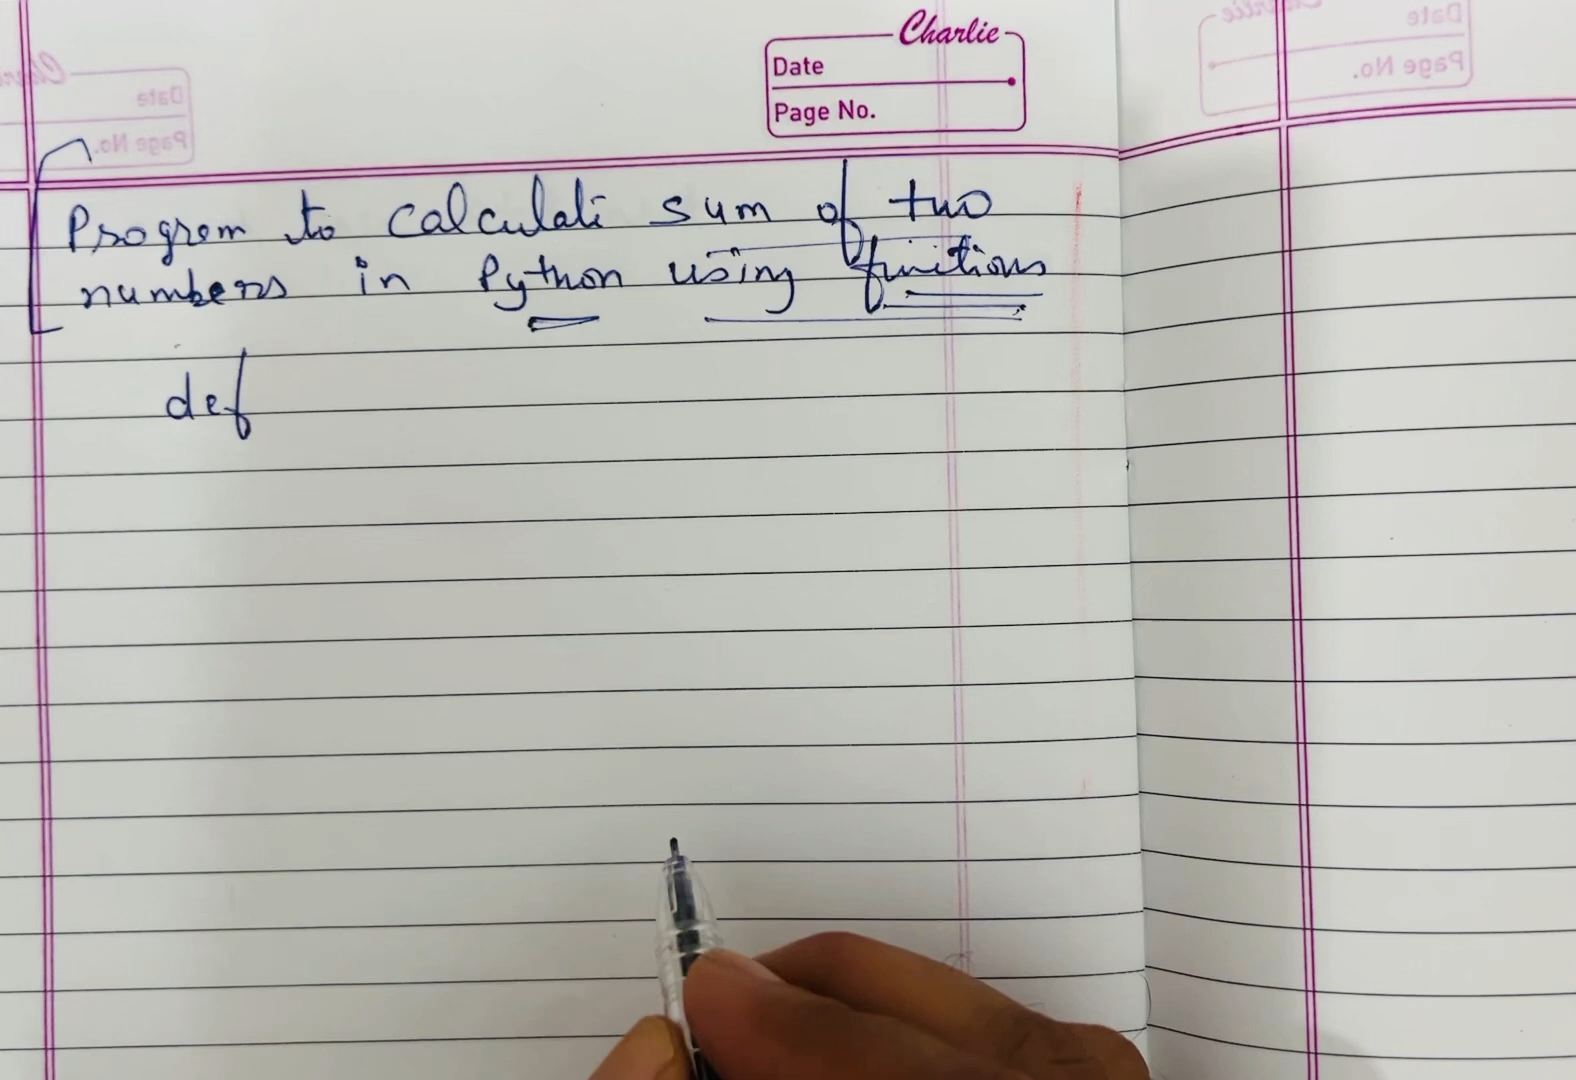 Charlie
Date
Page No.
Program to calculate sum of two
numbers in Python using functions
def